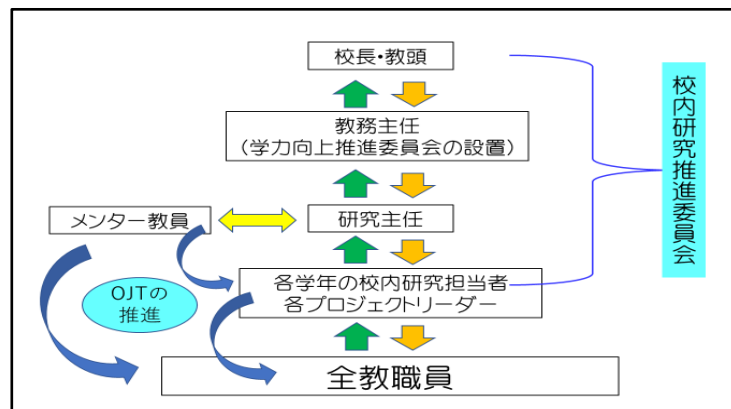 校長・教頭
教務主任
（学力向上推進委員会の設置）
メンター教員
研究主任
各学年の校内研究担当者
各プロジェクトリーダー
OJTの
推進
全教職員
校内研究推進委員会